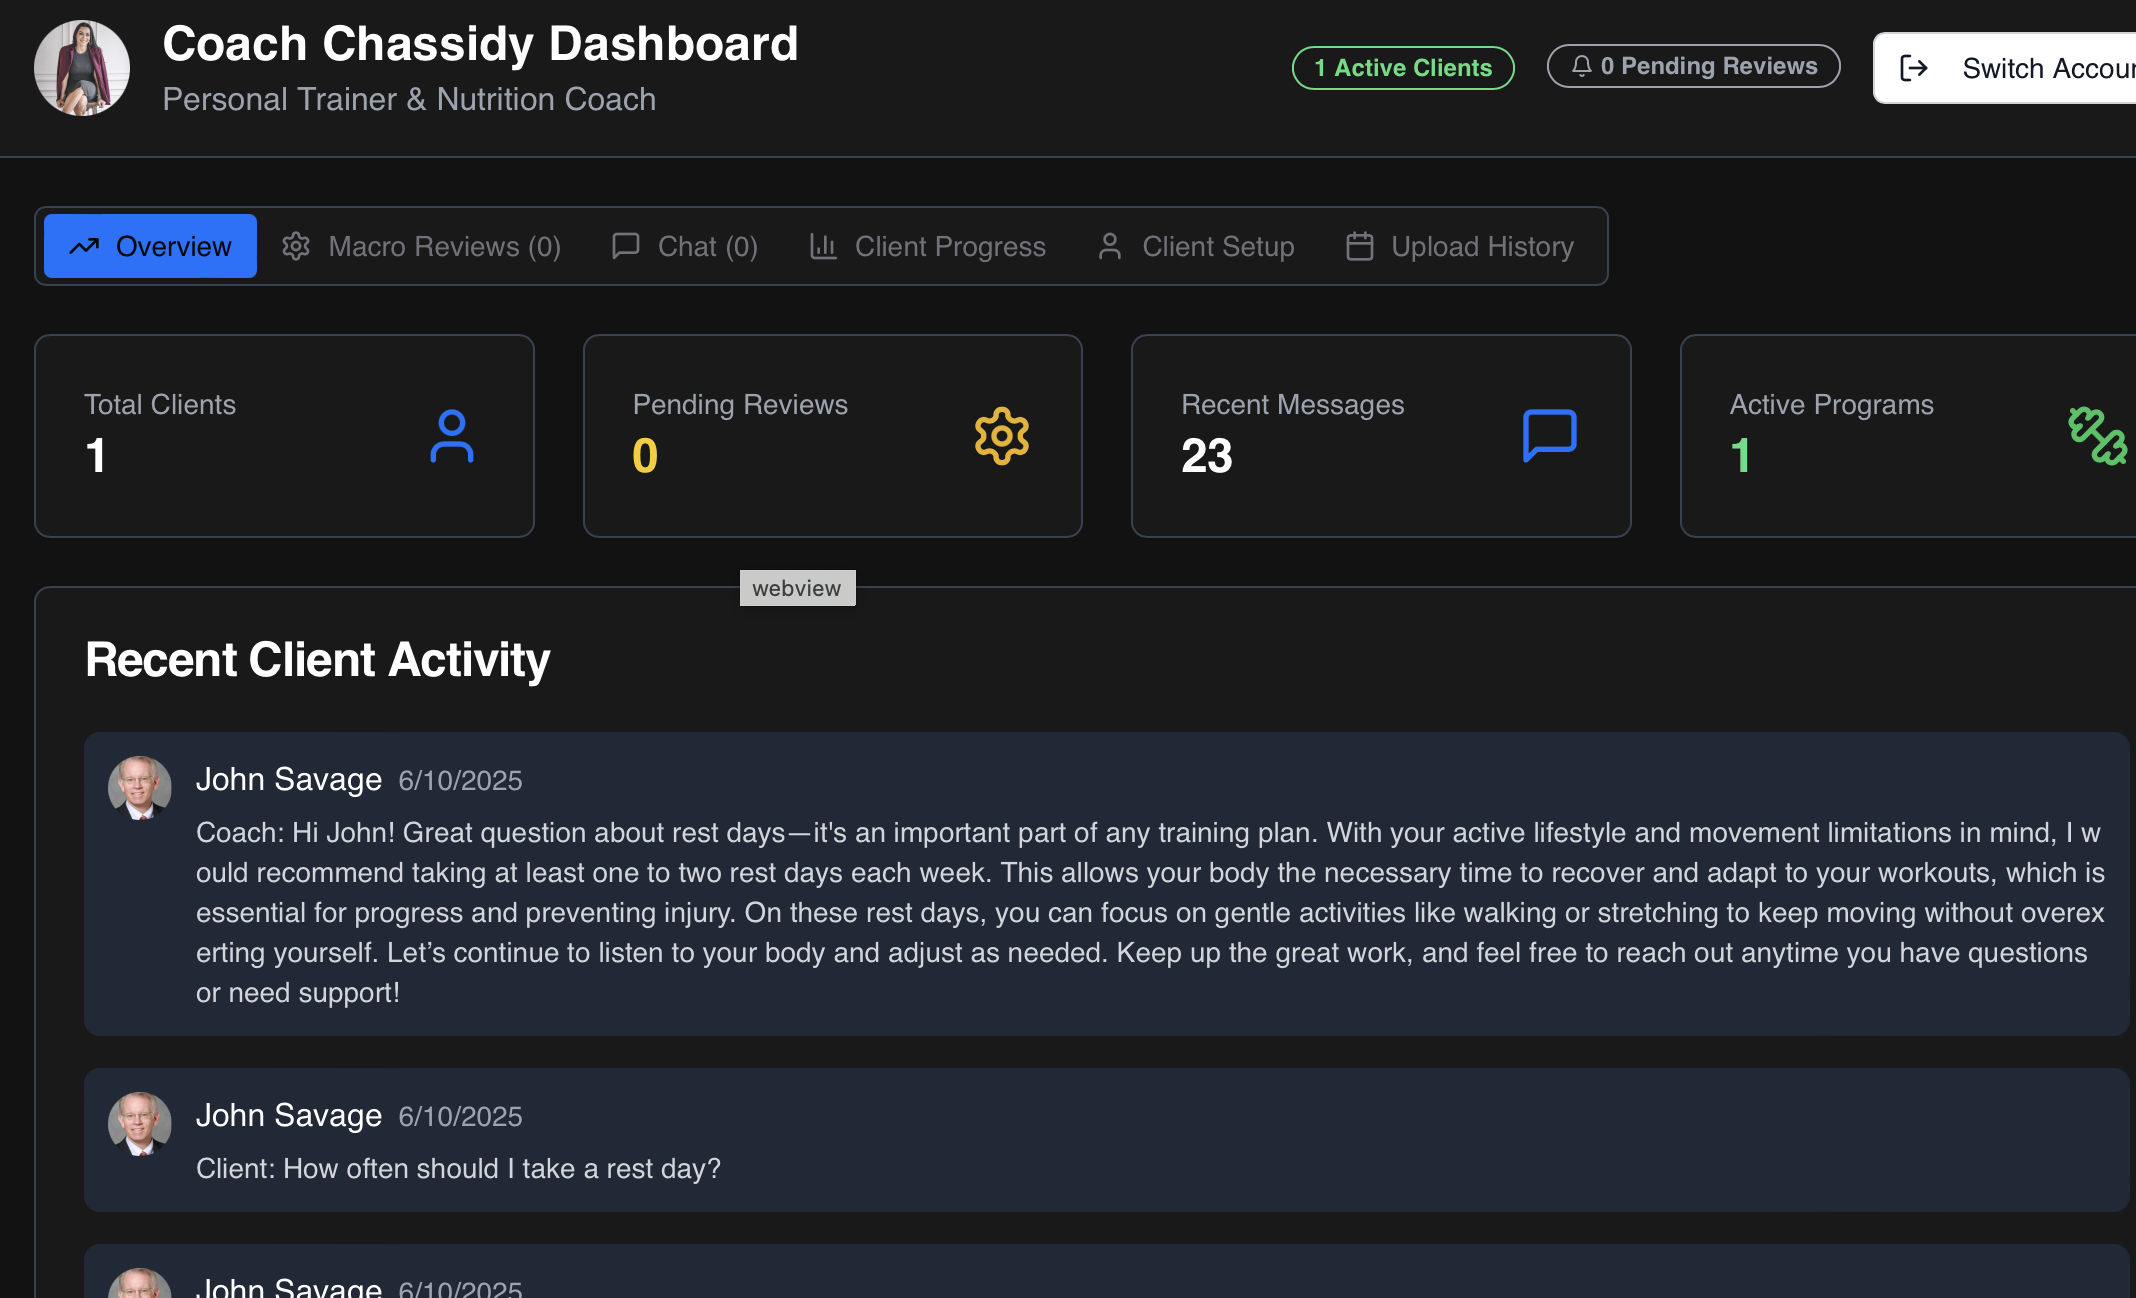 Coach Chassidy Dashboard
Personal Trainer & Nutrition Coach
1 Active Clients
0 Pending Reviews
Switch Accoun
Overview
Macro Reviews (0)
Chat (0)
Client Progress
Client Setup
Upload History
Total Clients
1
Pending Reviews
0
Recent Messages
23
Active Programs
1
webview
Recent Client Activity
John Savage 6/10/2025
Coach: Hi John! Great question about rest days—it's an important part of any training plan. With your active lifestyle and movement limitations in mind, I w
ould recommend taking at least one to two rest days each week. This allows your body the necessary time to recover and adapt to your workouts, which is
essential for progress and preventing injury. On these rest days, you can focus on gentle activities like walking or stretching to keep moving without overex
erting yourself. Let’s continue to listen to your body and adjust as needed. Keep up the great work, and feel free to reach out anytime you have questions
or need support!
John Savage 6/10/2025
Client: How often should I take a rest day?
John Savage 6/10/2025